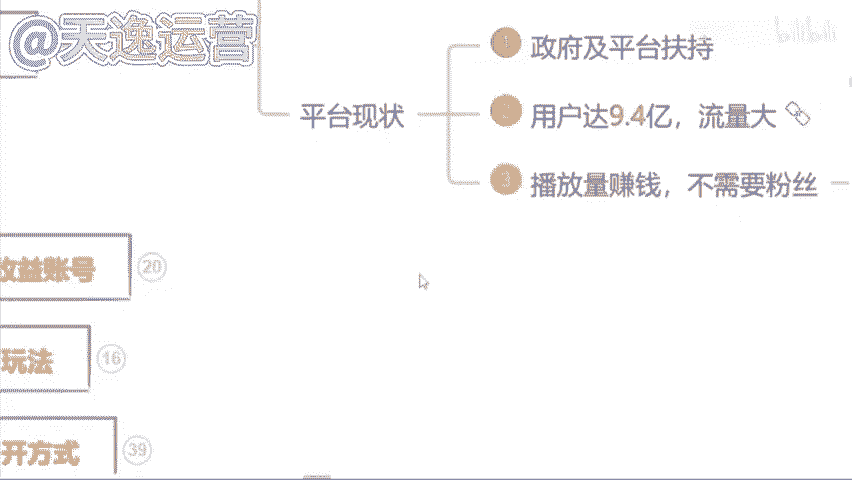 @天逸运营
bilibili
1 政府及平台扶持
平台现状
2 用户达9.4亿，流量大
3 播放量赚钱，不需要粉丝
收益账号 20
玩法 16
开方式 39